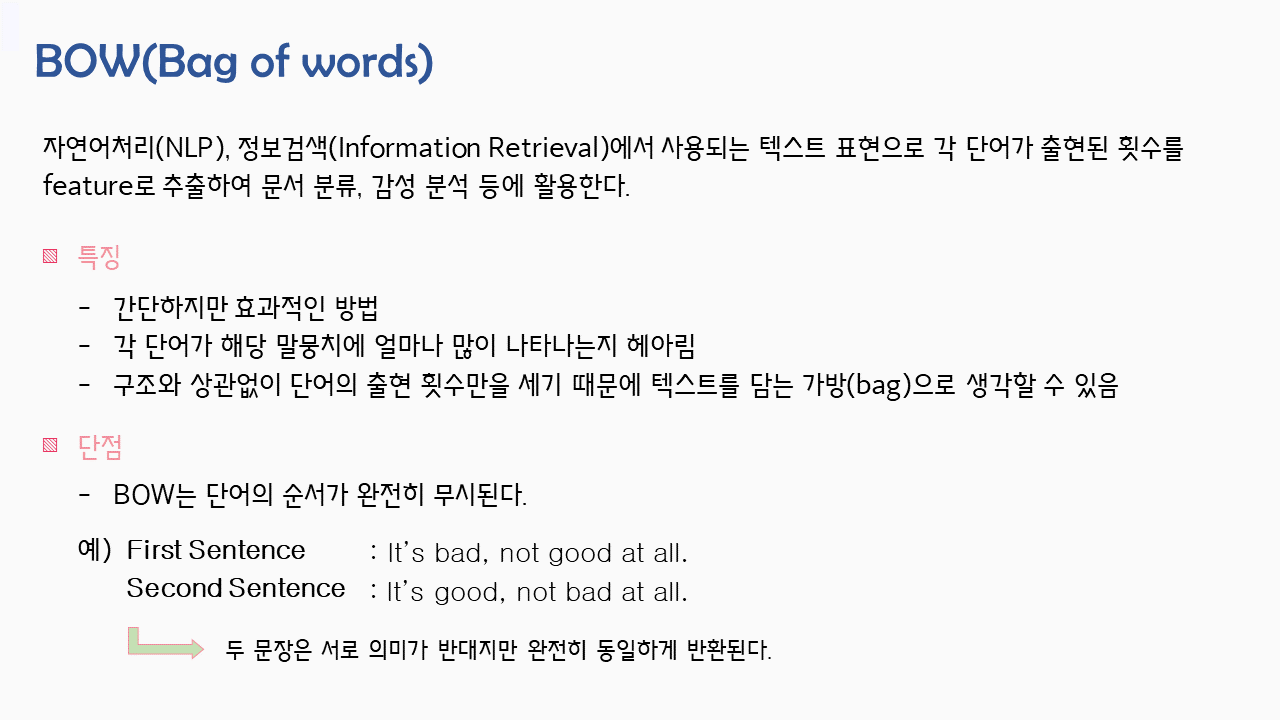 BOW(Bag of words)
자연어처리(NLP), 정보검색(Information Retrieval)에서 사용되는 텍스트 표현으로 각 단어가 출현된 횟수를
feature로 추출하여 문서 분류, 감성 분석 등에 활용한다.
특징
- 간단하지만 효과적인 방법
- 각 단어가 해당 말뭉치에 얼마나 많이 나타나는지 헤아림
- 구조와 상관없이 단어의 출현 횟수만을 세기 때문에 텍스트를 담는 가방(bag)으로 생각할 수 있음
단점
- BOW는 단어의 순서가 완전히 무시된다.
예) First Sentence : It's bad, not good at all.
Second Sentence : It's good, not bad at all.
두 문장은 서로 의미가 반대지만 완전히 동일하게 반환된다.